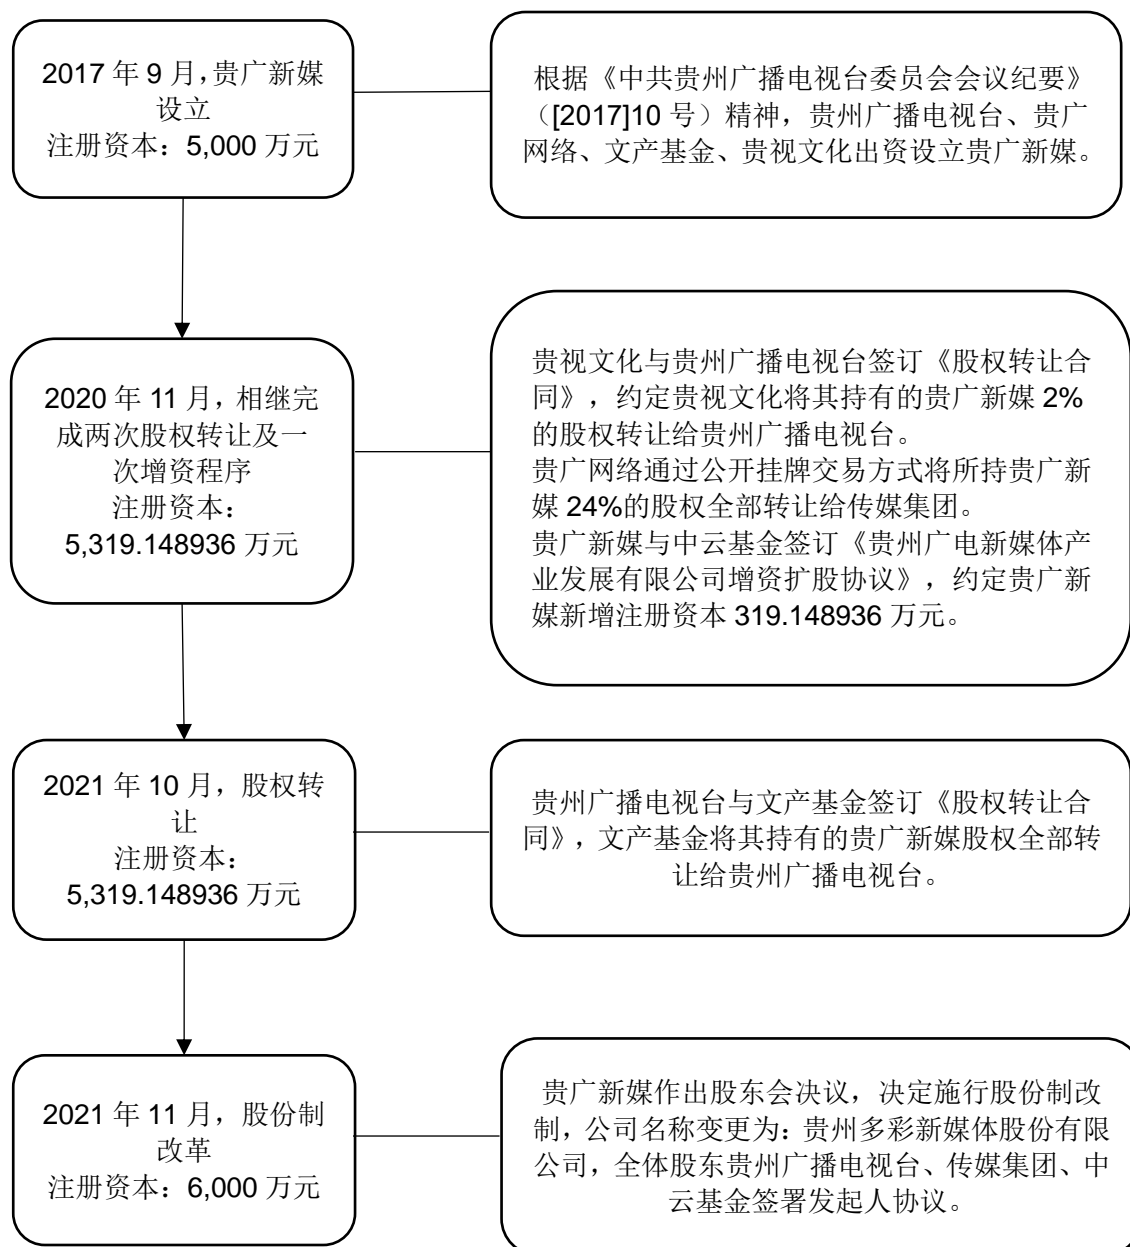 2017 年 9 月，贵广新媒
设立
注册资本：5,000 万元
根据《中共贵州广播电视台委员会会议纪要》
（[2017]10 号）精神，贵州广播电视台、贵广
网络、文产基金、贵视文化出资设立贵广新媒。
2020 年 11 月，相继完
成两次股权转让及一
次增资程序
注册资本：
5,319.148936 万元
贵视文化与贵州广播电视台签订《股权转让合
同》，约定贵视文化将其持有的贵广新媒 2%
的股权转让给贵州广播电视台。
贵广网络通过公开挂牌交易方式将所持贵广新
媒 24%的股权全部转让给传媒集团。
贵广新媒与中云基金签订《贵州广电新媒体产
业发展有限公司增资扩股协议》，约定贵广新
媒新增注册资本 319.148936 万元。
2021 年 10 月，股权转
让
注册资本：
5,319.148936 万元
贵州广播电视台与文产基金签订《股权转让合
同》，文产基金将其持有的贵广新媒股权全部转
让给贵州广播电视台。
2021 年 11 月，股份制
改革
注册资本：6,000 万元
贵广新媒作出股东会决议，决定施行股份制改
制，公司名称变更为：贵州多彩新媒体股份有限
公司，全体股东贵州广播电视台、传媒集团、中
云基金签署发起人协议。